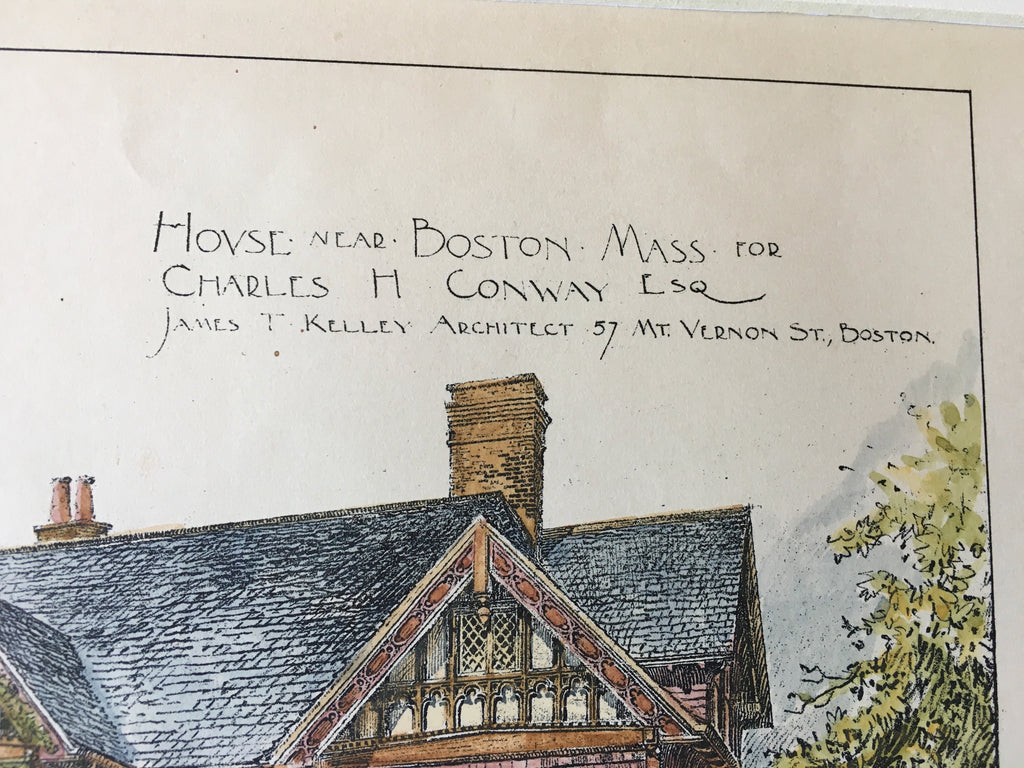 HOVSE· NEAR· BOSTON· MASS· FOR
CHARLES H CONWAY ESQ
JAMES T· KELLEY· ARCHITECT· 57 MT. VERNON ST., BOSTON.